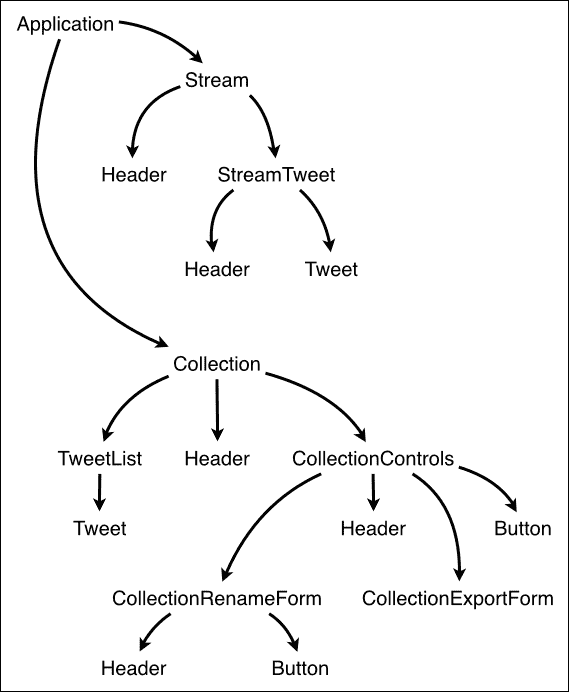 Application
Stream
Header
StreamTweet
Header
Tweet
Collection
TweetList
Header
CollectionControls
Tweet
Header
Button
CollectionRenameForm
CollectionExportForm
Header
Button